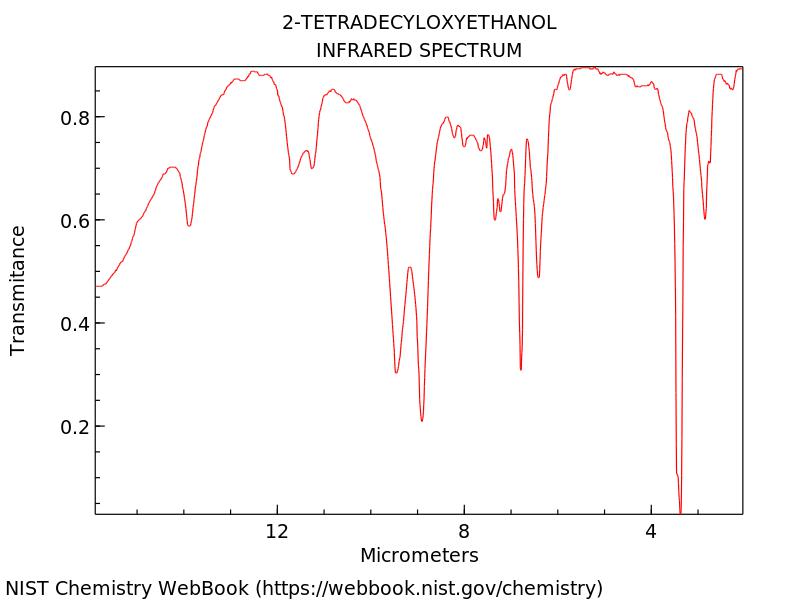 2-TETRADECYLOXYETHANOL
INFRARED SPECTRUM
0.8
0.6
0.4
0.2
Transmitance
12 8 4
Micrometers
NIST Chemistry WebBook (https://webbook.nist.gov/chemistry)